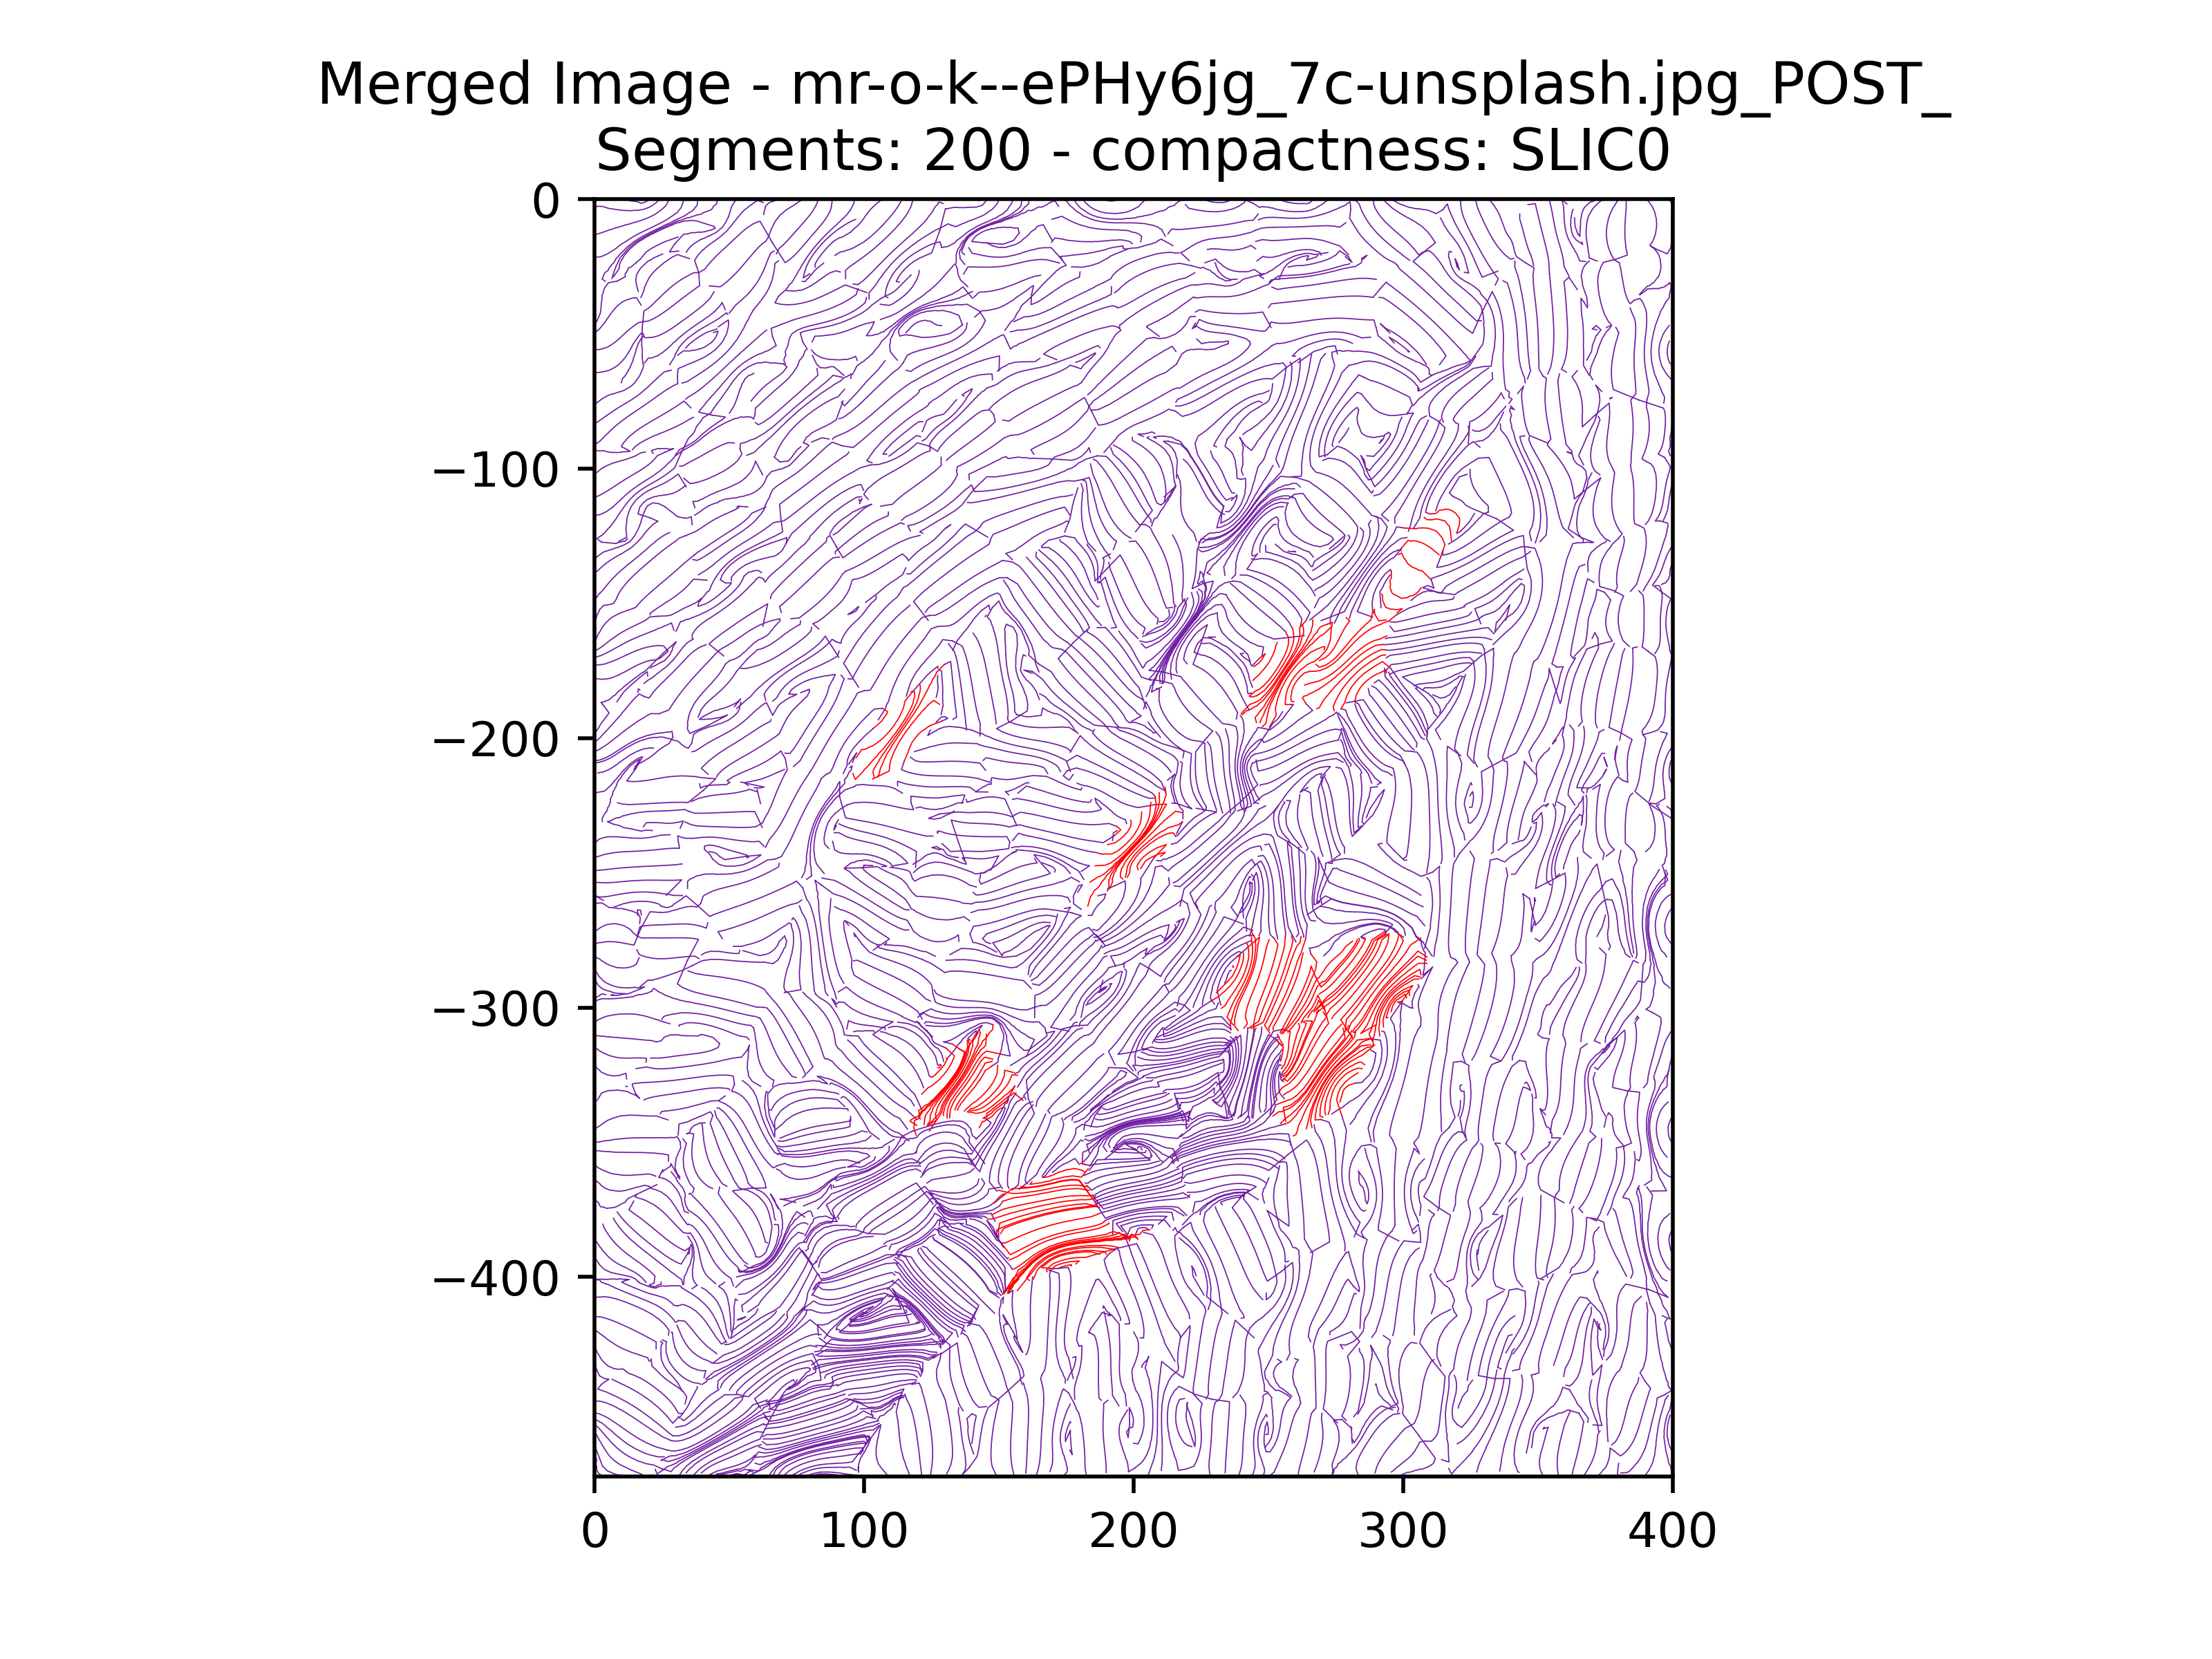 Merged Image - mr-o-k--ePHy6jg_7c-unsplash.jpg_POST_
Segments: 200 - compactness: SLIC0
0
−100
−200
−300
−400
0 100 200 300 400